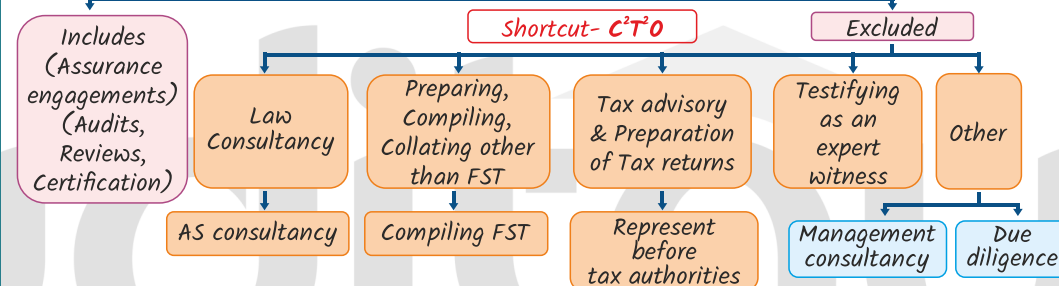 Includes
(Assurance
engagements)
(Audits,
Reviews,
Certification)
Shortcut- C²T²O
Excluded
Law
Consultancy
Preparing,
Compiling,
Collating other
than FST
Tax advisory
& Preparation
of Tax returns
Testifying
as an
expert
witness
Other
AS consultancy
Compiling FST
Represent
before
tax authorities
Management
consultancy
Due
diligence